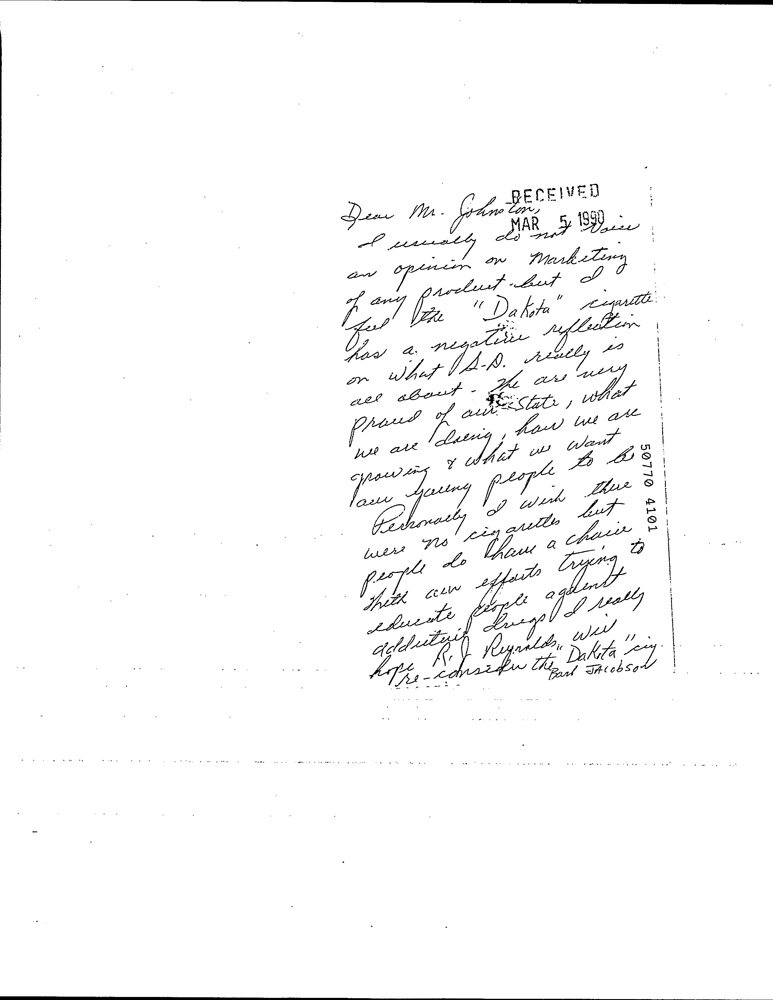 RECEIVED
MAR 5 1990
Dear Mr. Johnston,
I usually do not voice
an opinion on Marketing
of any product but I
feel the "Dakota" cigarette
has a negative reflection
on what S.D. really is
all about. We are very
proud of our State, what
we are doing, how we are
growing & what we want
our young people to be
Personally I wish there
were no cigarettes but
people do have a choice
With our efforts trying to
educate people against
addictive drugs I really
hope R.J. Reynolds will
re-consider the "Dakota" cig.
Barb JAcobson
50770 4101